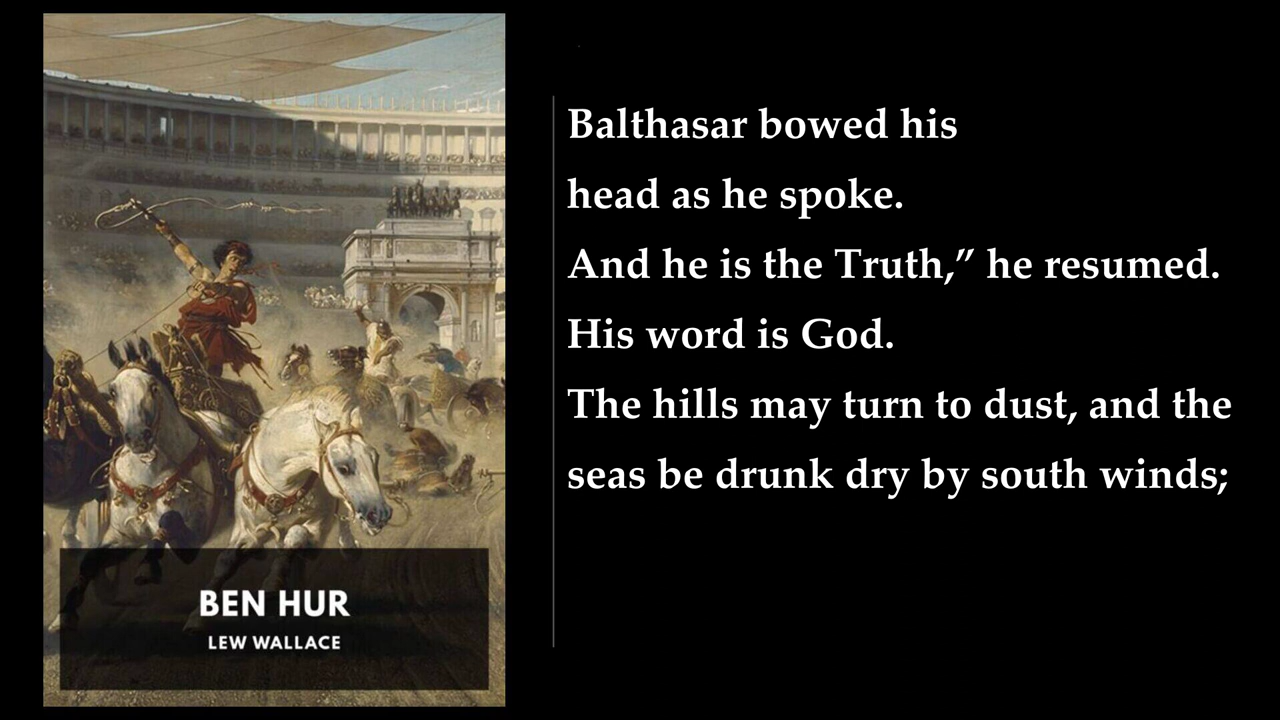 BEN HUR
LEW WALLACE
Balthasar bowed his
head as he spoke.
And he is the Truth,” he resumed.
His word is God.
The hills may turn to dust, and the
seas be drunk dry by south winds;